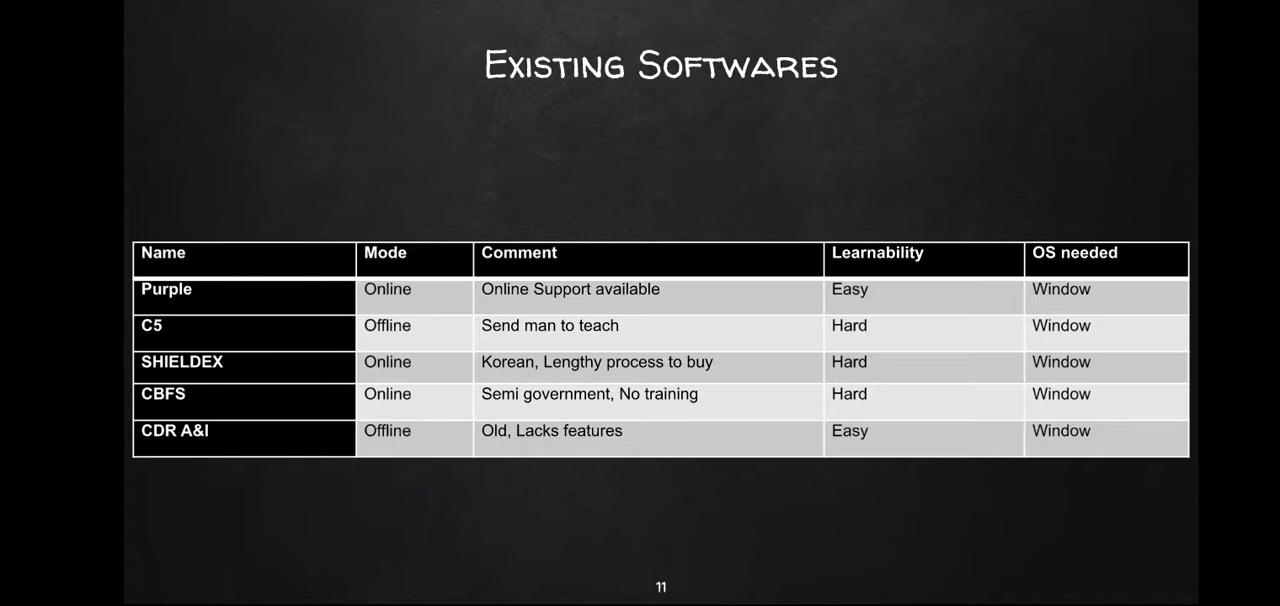 Existing Softwares
Name Mode Comment Learnability OS needed
Purple Online Online Support available Easy Window
C5 Offline Send man to teach Hard Window
SHIELDEX Online Korean, Lengthy process to buy Hard Window
CBFS Online Semi government, No training Hard Window
CDR A&I Offline Old, Lacks features Easy Window
11